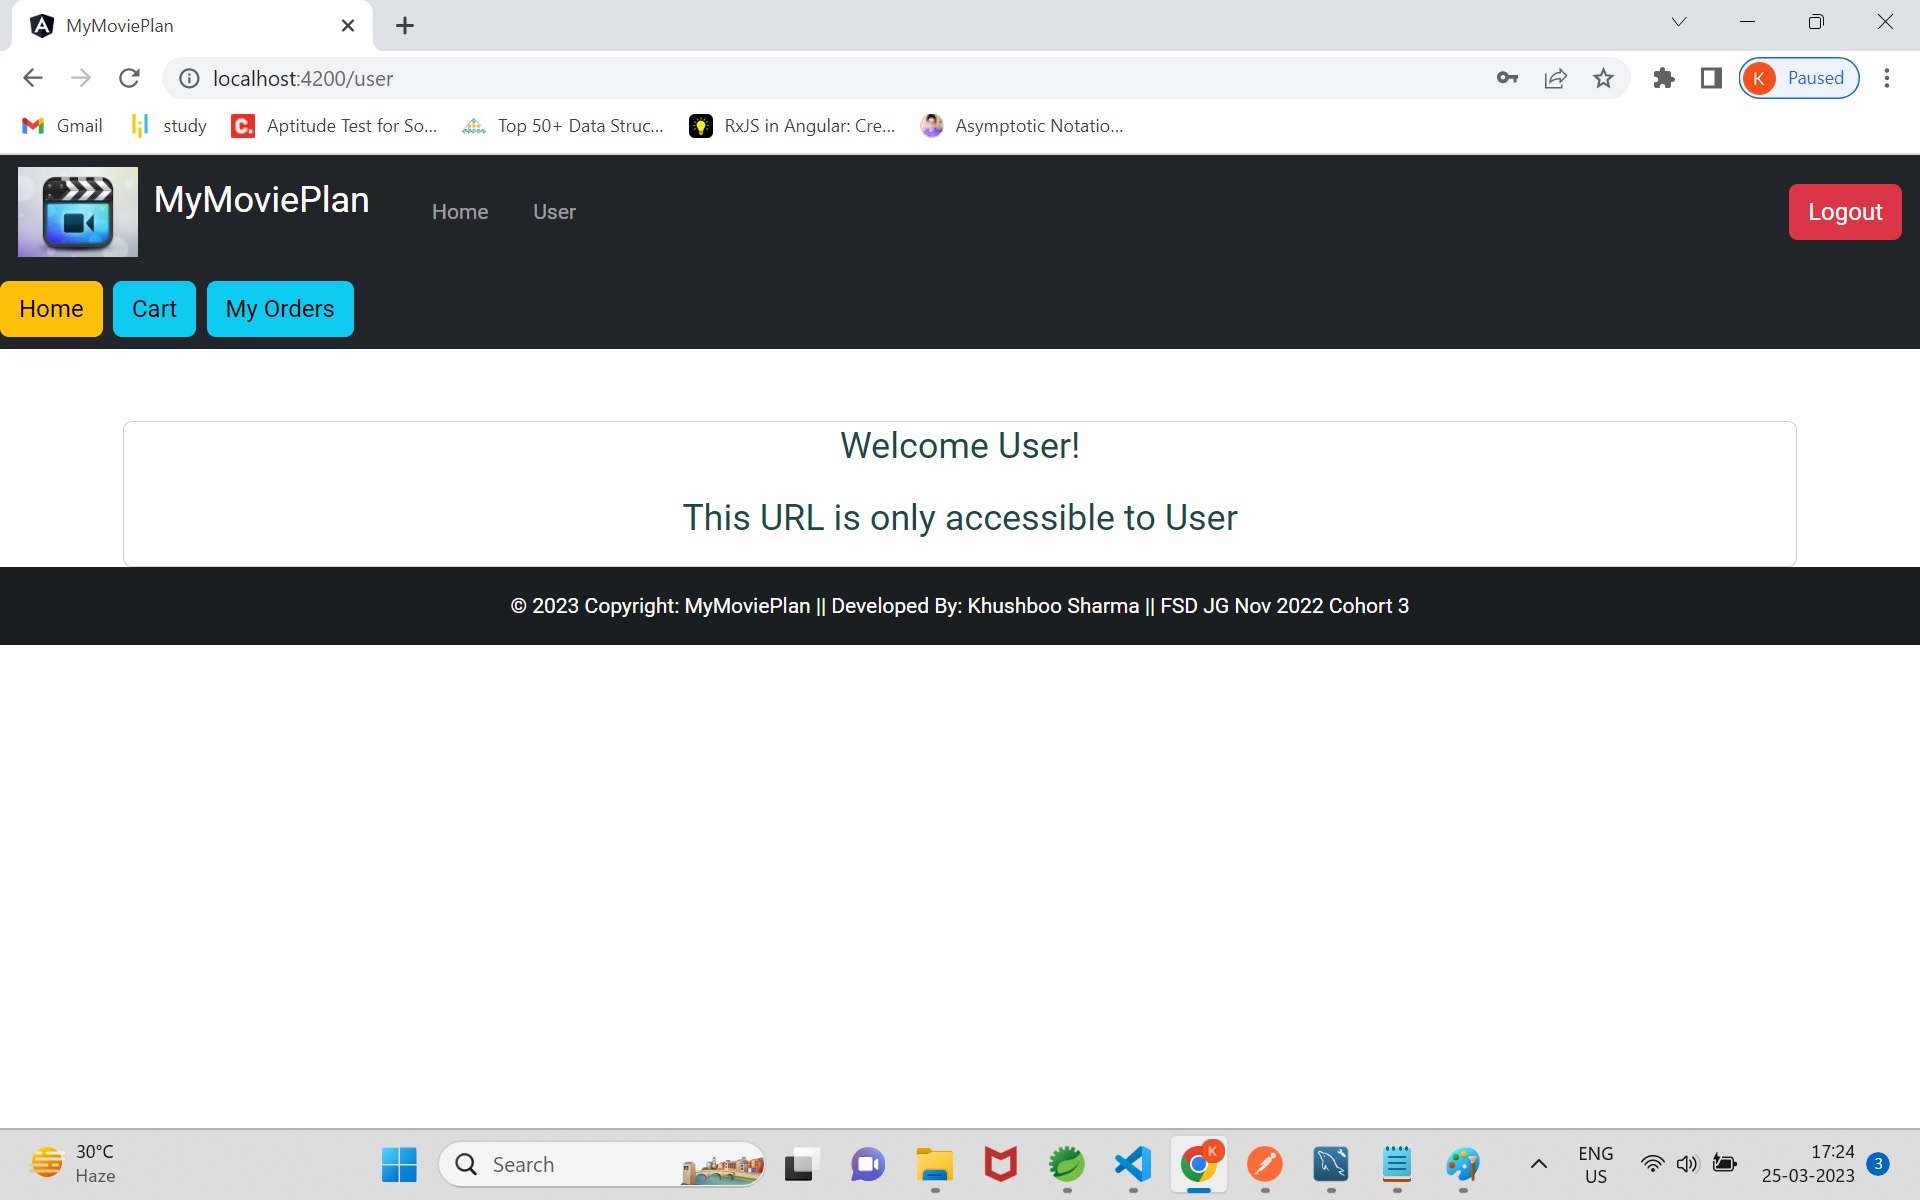 MyMoviePlan
localhost:4200/user
K Paused
Gmail study C. Aptitude Test for So... Top 50+ Data Struc... RxJS in Angular: Cre... Asymptotic Notatio...
MyMoviePlan Home User Logout
Home Cart My Orders
Welcome User!
This URL is only accessible to User
© 2023 Copyright: MyMoviePlan || Developed By: Khushboo Sharma || FSD JG Nov 2022 Cohort 3
30°C
Haze
Search
K
ENG
US
17:24
25-03-2023
3